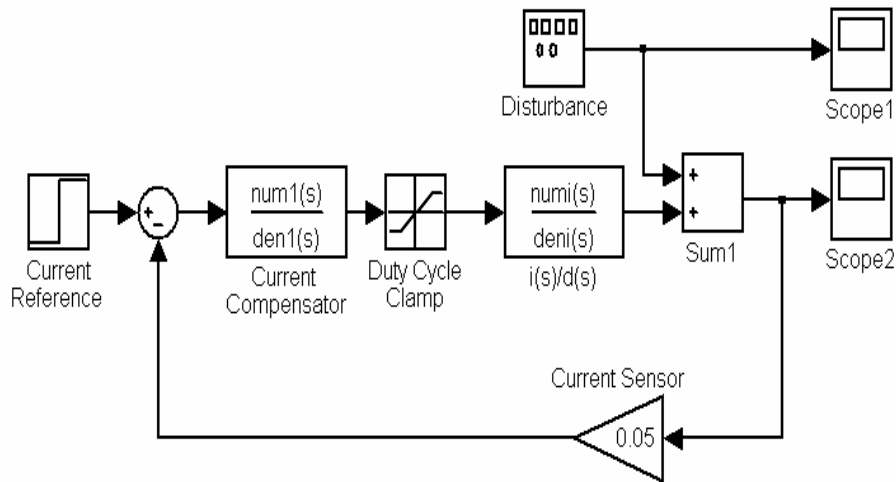 Disturbance
Scope1
+
+
Sum1
Scope2
Current
Reference
+
−
num1(s)
den1(s)
Current
Compensator
Duty Cycle
Clamp
numi(s)
deni(s)
i(s)/d(s)
Current Sensor
0.05